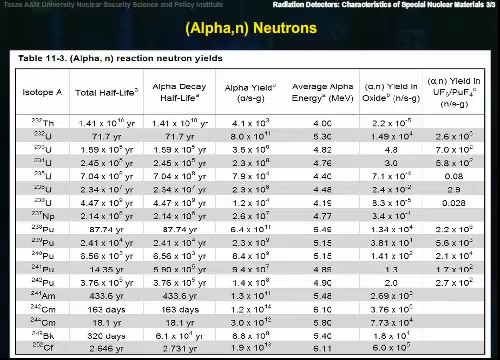 Texas A&M University Nuclear Security Science and Policy Institute
Radiation Detectors: Characteristics of Special Nuclear Materials 3/3
(Alpha,n) Neutrons
Table 11-3. (Alpha, n) reaction neutron yields
Isotope A Total Half-Life Alpha Decay Half-Life Alpha Yield (α/s-g) Average Alpha Energy (MeV) (α,n) Yield in Oxide (n/s-g) (α,n) Yield in UF₆/PuF₄ (n/s-g)
²³²Th 1.41 x 10¹⁰ yr 1.41 x 10¹⁰ yr 4.1 x 10³ 4.00 2.2 x 10⁻⁵
²³²U 71.7 yr 71.7 yr 8.0 x 10¹¹ 5.30 1.49 x 10⁴ 2.6 x 10⁶
²³³U 1.59 x 10⁵ yr 1.59 x 10⁵ yr 3.5 x 10⁸ 4.82 4.8 7.0 x 10²
²³⁴U 2.45 x 10⁵ yr 2.45 x 10⁵ yr 2.3 x 10⁸ 4.76 3.0 5.8 x 10²
²³⁵U 7.04 x 10⁸ yr 7.04 x 10⁸ yr 7.9 x 10⁴ 4.40 7.1 x 10⁻⁴ 0.08
²³⁶U 2.34 x 10⁷ yr 2.34 x 10⁷ yr 2.3 x 10⁶ 4.48 2.4 x 10⁻² 2.9
²³⁸U 4.47 x 10⁹ yr 4.47 x 10⁹ yr 1.2 x 10⁴ 4.19 8.3 x 10⁻⁵ 0.028
²³⁷Np 2.14 x 10⁶ yr 2.14 x 10⁶ yr 2.6 x 10⁷ 4.77 3.4 x 10⁻¹
²³⁸Pu 87.74 yr 87.74 yr 6.4 x 10¹¹ 5.49 1.34 x 10⁴ 2.2 x 10⁶
²³⁹Pu 2.41 x 10⁴ yr 2.41 x 10⁴ yr 2.3 x 10⁹ 5.15 3.81 x 10¹ 5.6 x 10³
²⁴⁰Pu 6.56 x 10³ yr 6.56 x 10³ yr 8.4 x 10⁹ 5.15 1.41 x 10² 2.1 x 10⁴
²⁴¹Pu 14.35 yr 5.90 x 10⁵ yr 9.4 x 10⁷ 4.89 1.3 1.7 x 10²
²⁴²Pu 3.76 x 10⁵ yr 3.76 x 10⁵ yr 1.4 x 10⁸ 4.90 2.0 2.7 x 10²
²⁴¹Am 433.6 yr 433.6 yr 1.3 x 10¹¹ 5.48 2.69 x 10³
²⁴²Cm 163 days 163 days 1.2 x 10¹⁴ 6.10 3.76 x 10⁶
²⁴⁴Cm 18.1 yr 18.1 yr 3.0 x 10¹² 5.80 7.73 x 10⁴
²⁴⁹Bk 320 days 6.1 x 10⁴ yr 8.8 x 10⁸ 5.40 1.8 x 10¹
²⁵²Cf 2.646 yr 2.731 yr 1.9 x 10¹³ 6.11 6.0 x 10⁵